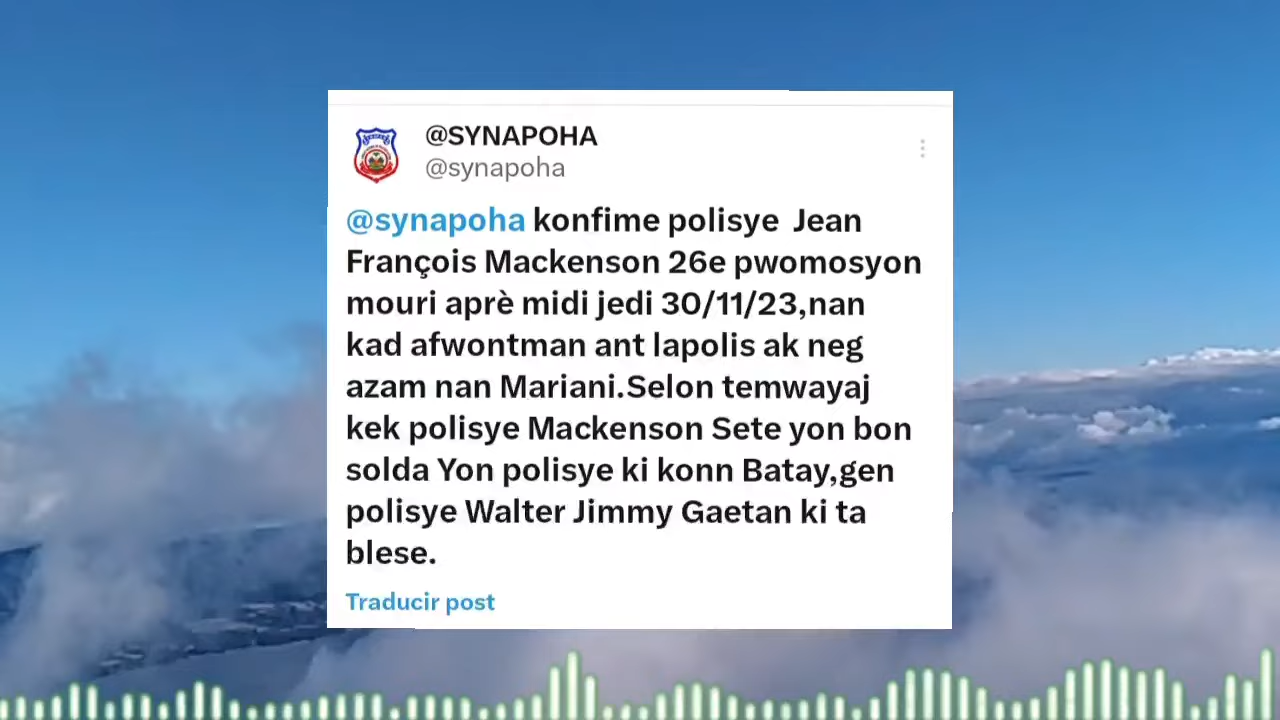 @SYNAPOHA
@synapoha
@synapoha konfime polisye  Jean
François Mackenson 26e pwomosyon
mouri aprè midi jedi 30/11/23,nan
kad afwontman ant lapolis ak neg
azam nan Mariani.Selon temwayaj
kek polisye Mackenson Sete yon bon
solda Yon polisye ki konn Batay,gen
polisye Walter Jimmy Gaetan ki ta
blese.
Traducir post